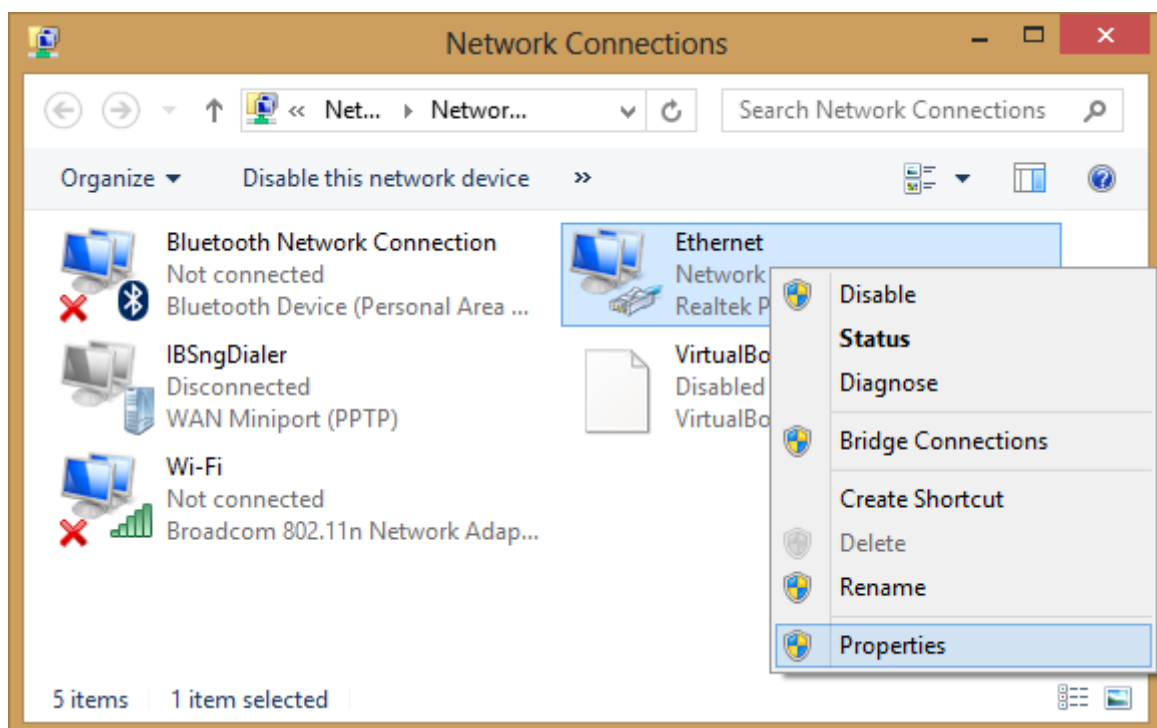 Network Connections
« Net... Networ...
Search Network Connections
Organize
Disable this network device
»
Bluetooth Network Connection
Not connected
Bluetooth Device (Personal Area ...
Ethernet
Network
Realtek P
IBSngDialer
Disconnected
WAN Miniport (PPTP)
VirtualBo
Disabled
VirtualBo
Wi-Fi
Not connected
Broadcom 802.11n Network Adap...
Disable
Status
Diagnose
Bridge Connections
Create Shortcut
Delete
Rename
Properties
5 items
1 item selected